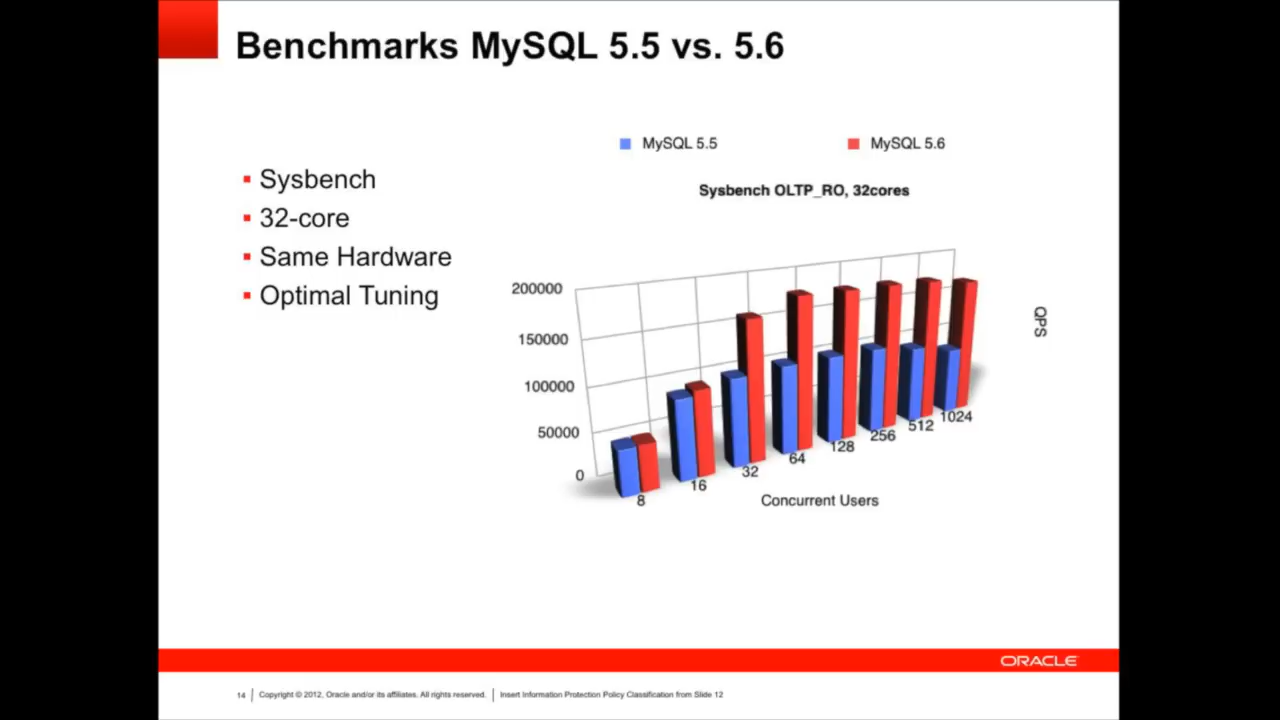 Benchmarks MySQL 5.5 vs. 5.6
Sysbench
32-core
Same Hardware
Optimal Tuning
MySQL 5.5
MySQL 5.6
Sysbench OLTP_RO, 32cores
200000
150000
100000
50000
0
8
16
32
64
128
256
512
1024
QPS
Concurrent Users
ORACLE
14
Copyright © 2012, Oracle and/or its affiliates. All rights reserved.
Insert Information Protection Policy Classification from Slide 12